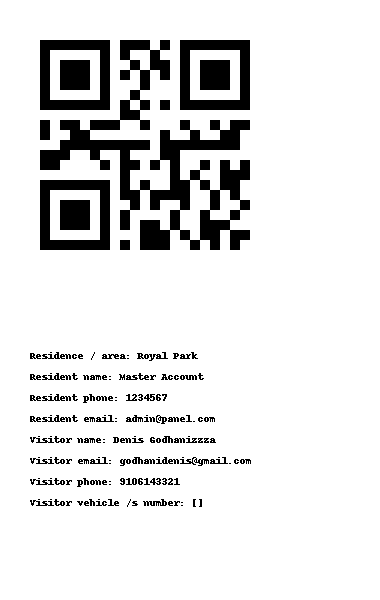 Residence / area: Royal Park
Resident name: Master Account
Resident phone: 1234567
Resident email: admin@panel.com
Visitor name: Denis Godhanizzza
Visitor email: godhanidenis@gmail.com
Visitor phone: 9106143321
Visitor vehicle /s number: []